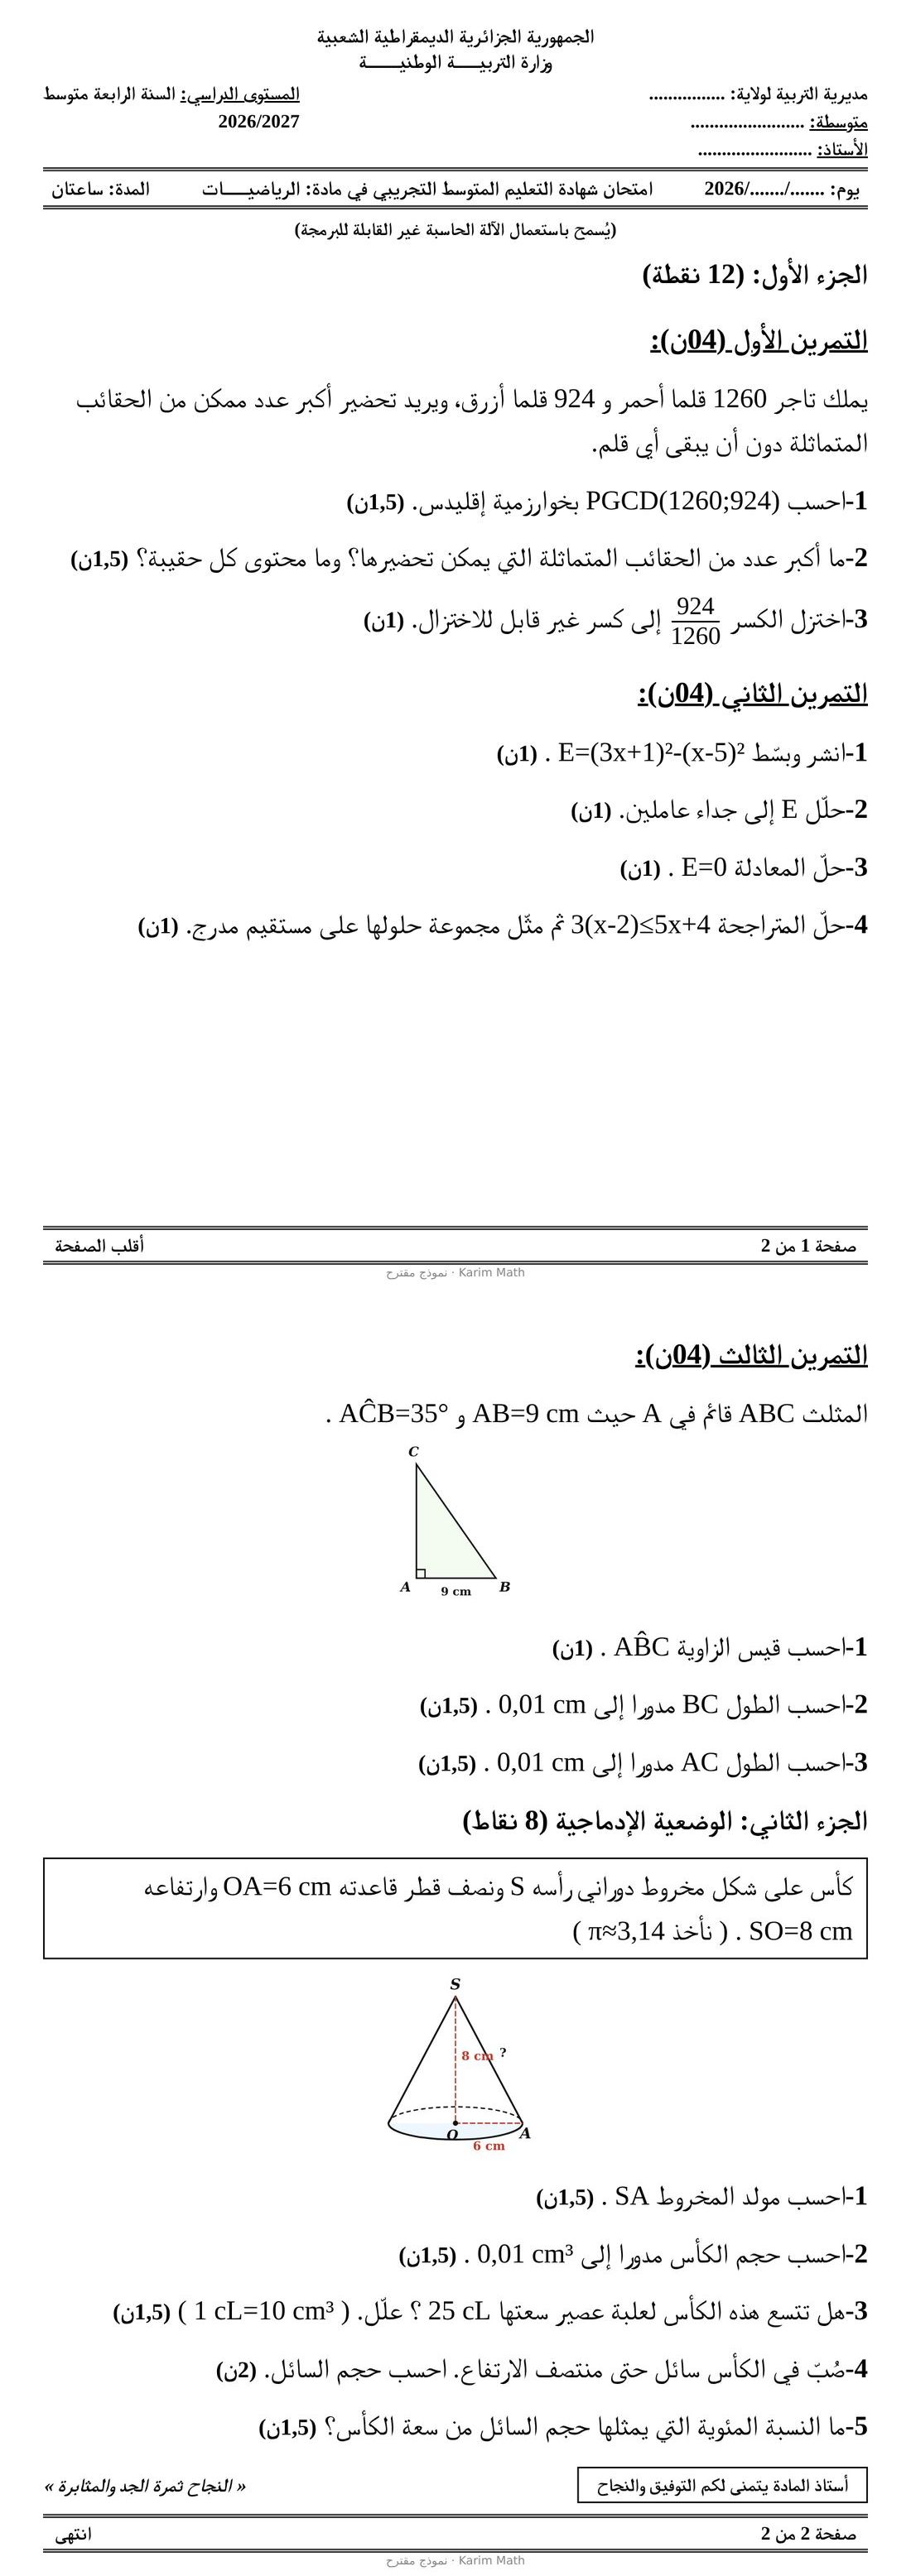 الجمهورية الجزائرية الديمقراطية الشعبية
وزارة التربيـــة الوطنيـــــة
مديرية التربية لولاية: ................
المستوى الدراسي: السنة الرابعة متوسط
متوسطة: ........................
2026/2027
الأستاذ: ........................
يوم: ......./......./2026 امتحان شهادة التعليم المتوسط التجريبي في مادة: الرياضيـــات المدة: ساعتان
(يُسمح باستعمال الآلة الحاسبة غير القابلة للبرمجة)
الجزء الأول: (12 نقطة)
التمرين الأول (04ن):
يملك تاجر 1260 قلما أحمر و 924 قلما أزرق، ويريد تحضير أكبر عدد ممكن من الحقائب
المتماثلة دون أن يبقى أي قلم.
1-احسب PGCD(1260;924) بخوارزمية إقليدس. (1,5ن)
2-ما أكبر عدد من الحقائب المتماثلة التي يمكن تحضيرها؟ وما محتوى كل حقيبة؟ (1,5ن)
3-اختزل الكسر 924/1260 إلى كسر غير قابل للاختزال. (1ن)
التمرين الثاني (04ن):
1-انشر وبسّط E=(3x+1)²-(x-5)² . (1ن)
2-حلّل E إلى جداء عاملين. (1ن)
3-حلّ المعادلة E=0 . (1ن)
4-حلّ المتراجحة 3(x-2)≤5x+4 ثم مثّل مجموعة حلولها على مستقيم مدرج. (1ن)
صفحة 1 من 2 أقلب الصفحة
نموذج مقترح · Karim Math
التمرين الثالث (04ن):
المثلث ABC قائم في A حيث AB=9 cm و AĈB=35° .
C
A 9 cm B
1-احسب قيس الزاوية AB̂C . (1ن)
2-احسب الطول BC مدورا إلى 0,01 cm . (1,5ن)
3-احسب الطول AC مدورا إلى 0,01 cm . (1,5ن)
الجزء الثاني: الوضعية الإدماجية (8 نقاط)
كأس على شكل مخروط دوراني رأسه S ونصف قطر قاعدته OA=6 cm وارتفاعه
SO=8 cm . ( نأخذ π≈3,14 )
S
8 cm ?
O A
6 cm
1-احسب مولد المخروط SA . (1,5ن)
2-احسب حجم الكأس مدورا إلى 0,01 cm³ . (1,5ن)
3-هل تتسع هذه الكأس لعلبة عصير سعتها 25 cL ؟ علّل. ( 1 cL=10 cm³ ) (1,5ن)
4-صُبّ في الكأس سائل حتى منتصف الارتفاع. احسب حجم السائل. (2ن)
5-ما النسبة المئوية التي يمثلها حجم السائل من سعة الكأس؟ (1,5ن)
أستاذ المادة يتمنى لكم التوفيق والنجاح
« النجاح ثمرة الجد والمثابرة »
صفحة 2 من 2 انتهى
نموذج مقترح · Karim Math